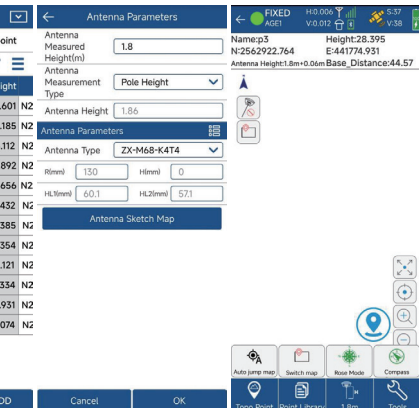 oint
ight
.601 N2
.185 N2
.112 N2
.892 N2
.656 N2
.432 N2
.385 N2
.354 N2
.121 N2
.334 N2
.931 N2
.074 N2
DD
Antenna Parameters
Antenna
Measured
Height(m)
1.8
Antenna
Measurement
Type
Pole Height
Antenna Height
1.86
Antenna Parameters
Antenna Type
ZX-M68-K4T4
R(mm)
130
H(mm)
0
HL1(mm)
60.1
HL2(mm)
57.1
Antenna Sketch Map
Cancel
OK
FIXED
AGE1
H:0.006
V:0.012
S:37
V:38
Name:p3
Height:28.395
N:2562922.764
E:441774.931
Antenna Height:1.8m+0.06m
Base_Distance:44.57
A
Auto jump map
Switch map
Rose Mode
Compass
Topo Point
Point Library
1.8m
Tools